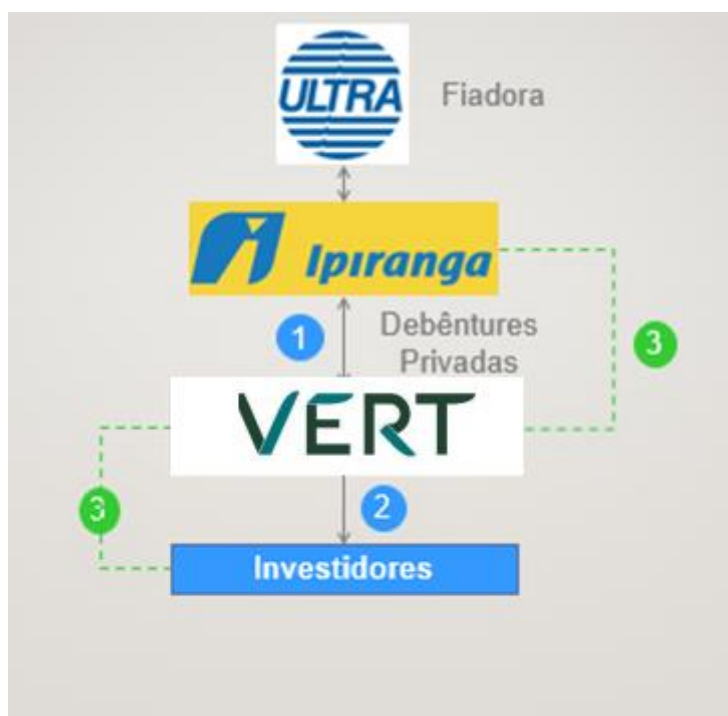 ULTRA
Fiadora
Ipiranga
1
Debêntures
Privadas
3
VERT
3
2
Investidores